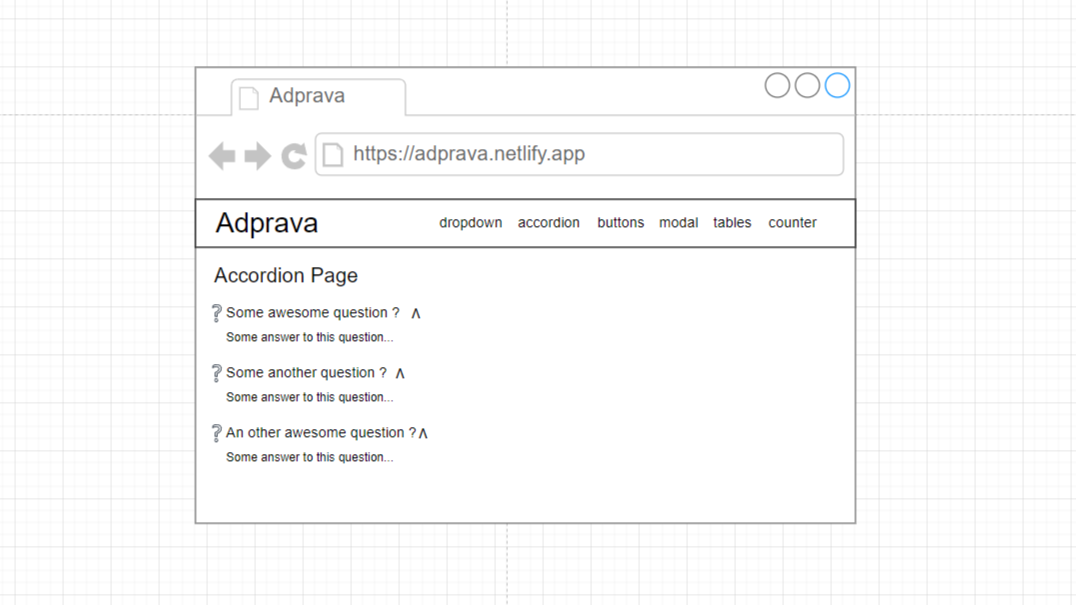 Adprava
https://adprava.netlify.app
Adprava dropdown accordion buttons modal tables counter
Accordion Page
❔ Some awesome question ? ∧
Some answer to this question...
❔ Some another question ? ∧
Some answer to this question...
❔ An other awesome question ? ∧
Some answer to this question...